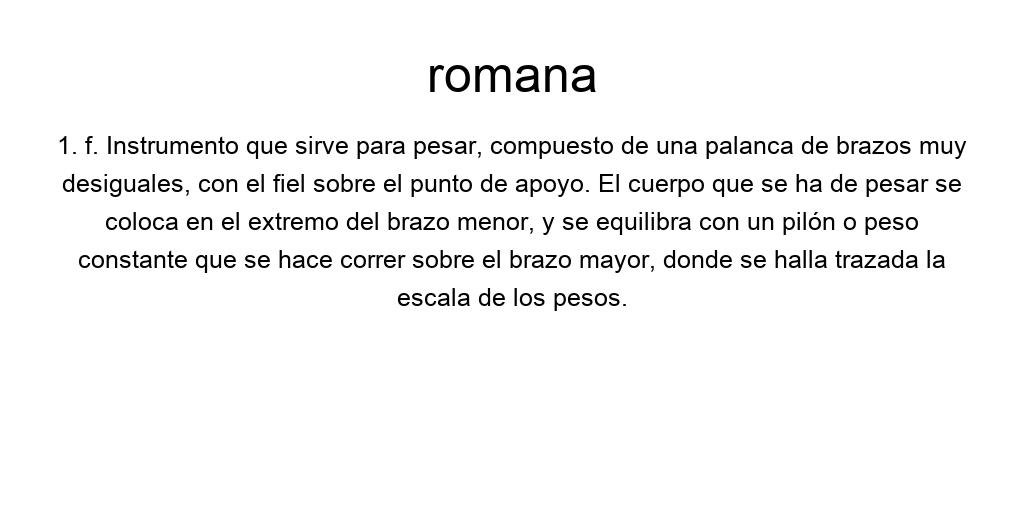 romana
1. f. Instrumento que sirve para pesar, compuesto de una palanca de brazos muy
desiguales, con el fiel sobre el punto de apoyo. El cuerpo que se ha de pesar se
coloca en el extremo del brazo menor, y se equilibra con un pilón o peso
constante que se hace correr sobre el brazo mayor, donde se halla trazada la
escala de los pesos.